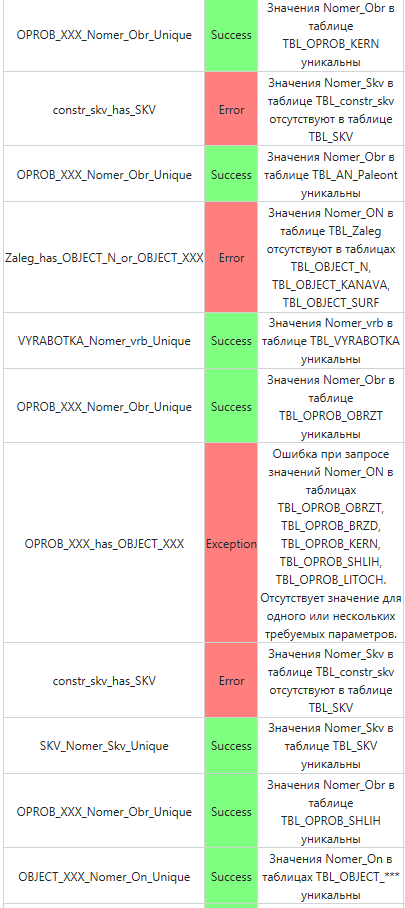 OPROB_XXX_Nomer_Obr_Unique
Success
Значения Nomer_Obr в
таблице
TBL_OPROB_KERN
уникальны
constr_skv_has_SKV
Error
Значения Nomer_Skv в
таблице TBL_constr_skv
отсутствуют в таблице
TBL_SKV
OPROB_XXX_Nomer_Obr_Unique
Success
Значения Nomer_Obr в
таблице TBL_AN_Paleont
уникальны
Zaleg_has_OBJECT_N_or_OBJECT_XXX
Error
Значения Nomer_ON в
таблице TBL_Zaleg
отсутствуют в таблицах
TBL_OBJECT_N,
TBL_OBJECT_KANAVA,
TBL_OBJECT_SURF
VYRABOTKA_Nomer_vrb_Unique
Success
Значения Nomer_vrb в
таблице TBL_VYRABOTKA
уникальны
OPROB_XXX_Nomer_Obr_Unique
Success
Значения Nomer_Obr в
таблице
TBL_OPROB_OBRZT
уникальны
OPROB_XXX_has_OBJECT_XXX
Exception
Ошибка при запросе
значений Nomer_ON в
таблицах
TBL_OPROB_OBRZT,
TBL_OPROB_BRZD,
TBL_OPROB_KERN,
TBL_OPROB_SHLIH,
TBL_OPROB_LITOCH.
Отсутствует значение для
одного или нескольких
требуемых параметров.
constr_skv_has_SKV
Error
Значения Nomer_Skv в
таблице TBL_constr_skv
отсутствуют в таблице
TBL_SKV
SKV_Nomer_Skv_Unique
Success
Значения Nomer_Skv в
таблице TBL_SKV
уникальны
OPROB_XXX_Nomer_Obr_Unique
Success
Значения Nomer_Obr в
таблице
TBL_OPROB_SHLIH
уникальны
OBJECT_XXX_Nomer_On_Unique
Success
Значения Nomer_On в
таблицах TBL_OBJECT_***
уникальны